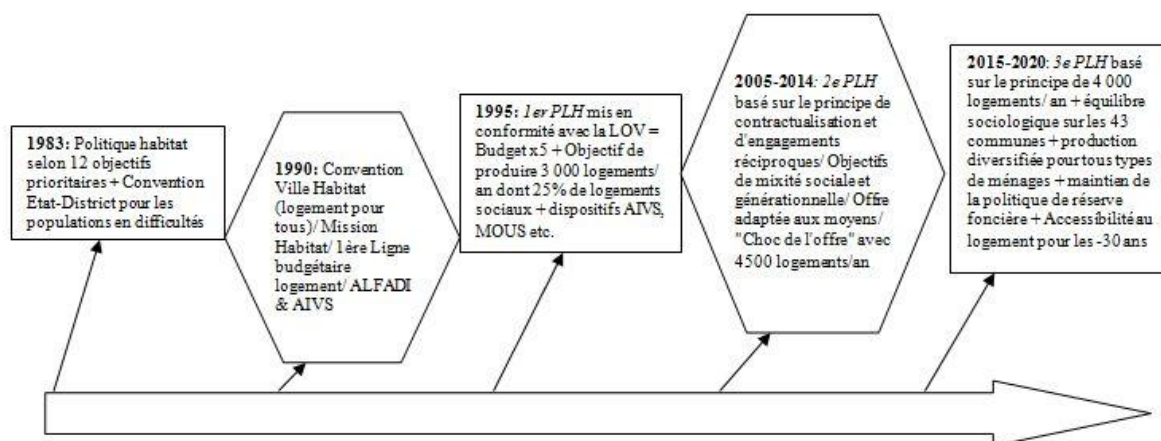 1983: Politique habitat
selon 12 objectifs
prioritaires + Convention
Etat-District pour les
populations en difficultés
1990: Convention
Ville Habitat
(logement pour
tous)/ Mission
Habitat/ 1ère Ligne
budgétaire
logement/ ALFADI
& AIVS
1995: 1er PLH mis en
conformité avec la LOV =
Budget x5 + Objectif de
produire 3 000 logements/
an dont 25% de logements
sociaux + dispositifs AIVS,
MOUS etc.
2005-2014: 2e PLH
basé sur le principe de
contractualisation et
d'engagements
réciproques/ Objectifs
de mixité sociale et
générationnelle/ Offre
adaptée aux moyens/
"Choc de l'offre" avec
4500 logements/an
2015-2020: 3e PLH basé
sur le principe de 4 000
logements/ an + équilibre
sociologique sur les 43
communes + production
diversifiée pour tous types
de ménages + maintien de
la politique de réserve
foncière + Accessibilité au
logement pour les -30 ans